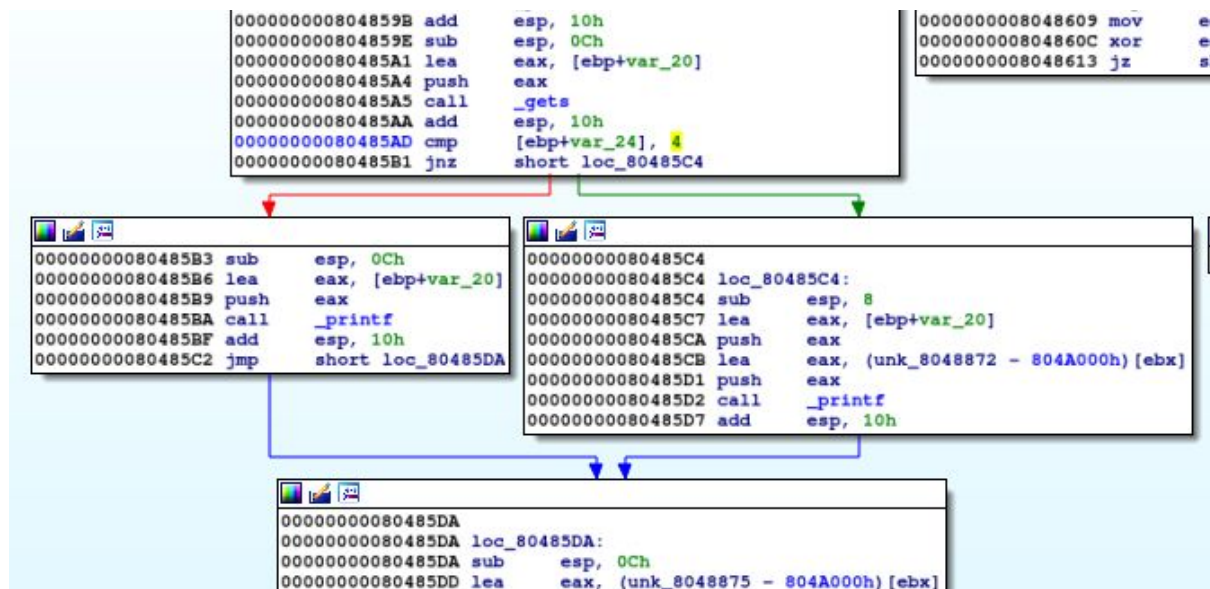 000000000804859B add esp, 10h
000000000804859E sub esp, 0Ch
00000000080485A1 lea eax, [ebp+var_20]
00000000080485A4 push eax
00000000080485A5 call _gets
00000000080485AA add esp, 10h
00000000080485AD cmp [ebp+var_24], 4
00000000080485B1 jnz short loc_80485C4
0000000008048609 mov e
000000000804860C xor e
0000000008048613 jz s
00000000080485B3 sub esp, 0Ch
00000000080485B6 lea eax, [ebp+var_20]
00000000080485B9 push eax
00000000080485BA call _printf
00000000080485BF add esp, 10h
00000000080485C2 jmp short loc_80485DA
00000000080485C4
00000000080485C4 loc_80485C4:
00000000080485C4 sub esp, 8
00000000080485C7 lea eax, [ebp+var_20]
00000000080485CA push eax
00000000080485CB lea eax, (unk_8048872 - 804A000h)[ebx]
00000000080485D1 push eax
00000000080485D2 call _printf
00000000080485D7 add esp, 10h
00000000080485DA
00000000080485DA loc_80485DA:
00000000080485DA sub esp, 0Ch
00000000080485DD lea eax, (unk_8048875 - 804A000h)[ebx]